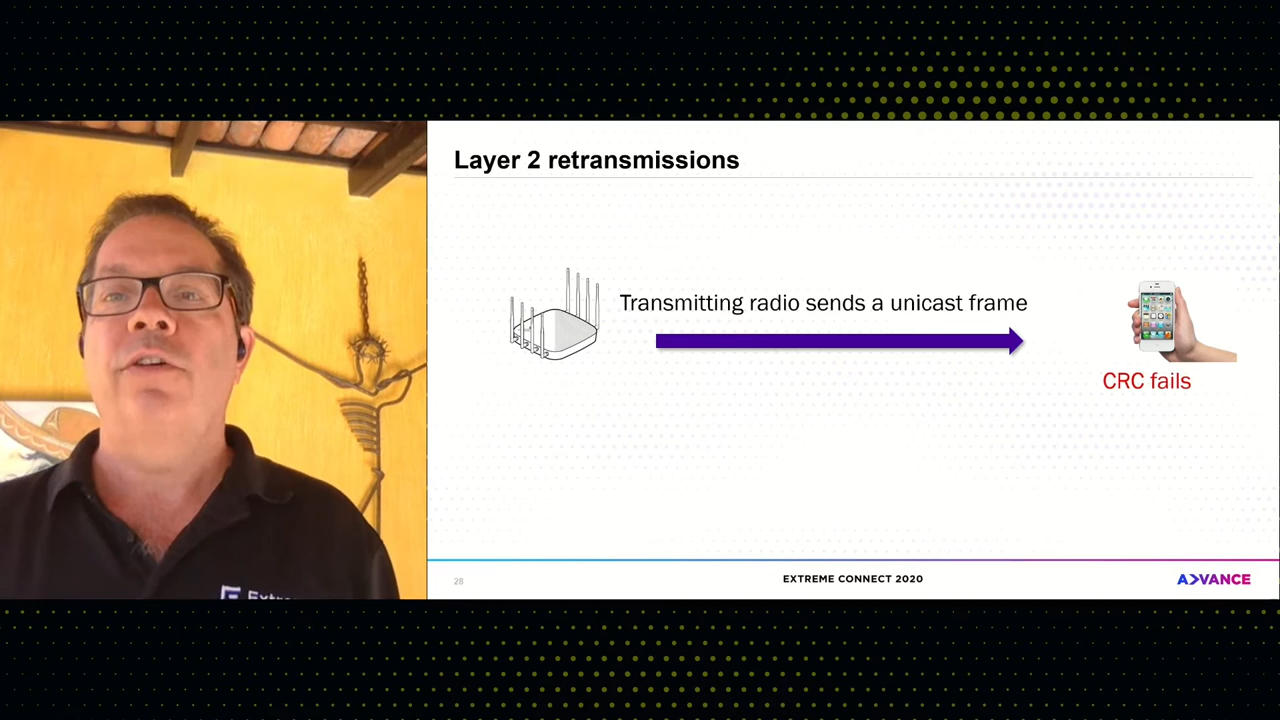 Layer 2 retransmissions
Transmitting radio sends a unicast frame
CRC fails
28
EXTREME CONNECT 2020
ADVANCE